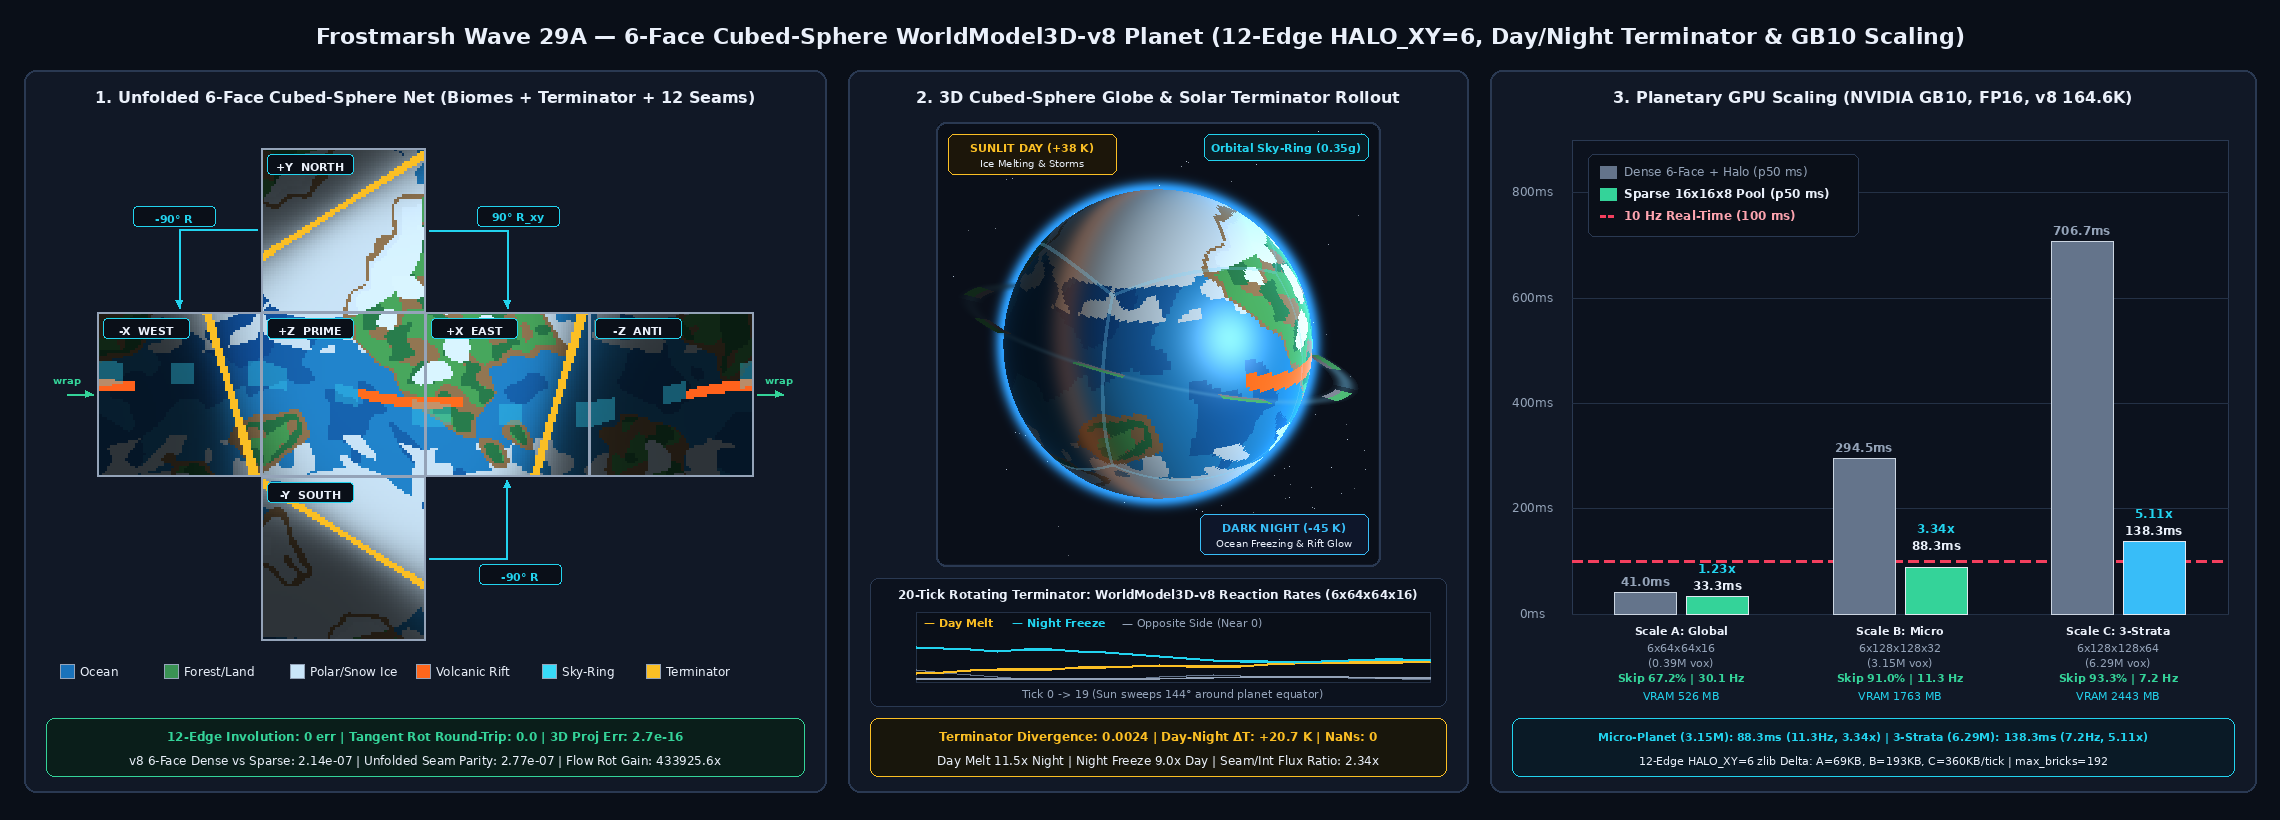 Frostmarsh Wave 29A — 6-Face Cubed-Sphere WorldModel3D-v8 Planet (12-Edge HALO_XY=6, Day/Night Terminator & GB10 Scaling)
1. Unfolded 6-Face Cubed-Sphere Net (Biomes + Terminator + 12 Seams)
+Y NORTH
-90° R
90° R_xy
-X WEST
+Z PRIME
+X EAST
-Z ANTI
wrap
wrap
-Y SOUTH
-90° R
Ocean
Forest/Land
Polar/Snow Ice
Volcanic Rift
Sky-Ring
Terminator
12-Edge Involution: 0 err | Tangent Rot Round-Trip: 0.0 | 3D Proj Err: 2.7e-16
v8 6-Face Dense vs Sparse: 2.14e-07 | Unfolded Seam Parity: 2.77e-07 | Flow Rot Gain: 433925.6x
2. 3D Cubed-Sphere Globe & Solar Terminator Rollout
SUNLIT DAY (+38 K)
Ice Melting & Storms
Orbital Sky-Ring (0.35g)
DARK NIGHT (-45 K)
Ocean Freezing & Rift Glow
20-Tick Rotating Terminator: WorldModel3D-v8 Reaction Rates (6x64x64x16)
— Day Melt
— Night Freeze
— Opposite Side (Near 0)
Tick 0 -> 19 (Sun sweeps 144° around planet equator)
Terminator Divergence: 0.0024 | Day-Night ΔT: +20.7 K | NaNs: 0
Day Melt 11.5x Night | Night Freeze 9.0x Day | Seam/Int Flux Ratio: 2.34x
3. Planetary GPU Scaling (NVIDIA GB10, FP16, v8 164.6K)
Dense 6-Face + Halo (p50 ms)
Sparse 16x16x8 Pool (p50 ms)
10 Hz Real-Time (100 ms)
800ms
600ms
400ms
200ms
0ms
41.0ms
1.23x
33.3ms
294.5ms
3.34x
88.3ms
706.7ms
5.11x
138.3ms
Scale A: Global
6x64x64x16
(0.39M vox)
Skip 67.2% | 30.1 Hz
VRAM 526 MB
Scale B: Micro
6x128x128x32
(3.15M vox)
Skip 91.0% | 11.3 Hz
VRAM 1763 MB
Scale C: 3-Strata
6x128x128x64
(6.29M vox)
Skip 93.3% | 7.2 Hz
VRAM 2443 MB
Micro-Planet (3.15M): 88.3ms (11.3Hz, 3.34x) | 3-Strata (6.29M): 138.3ms (7.2Hz, 5.11x)
12-Edge HALO_XY=6 zlib Delta: A=69KB, B=193KB, C=360KB/tick | max_bricks=192